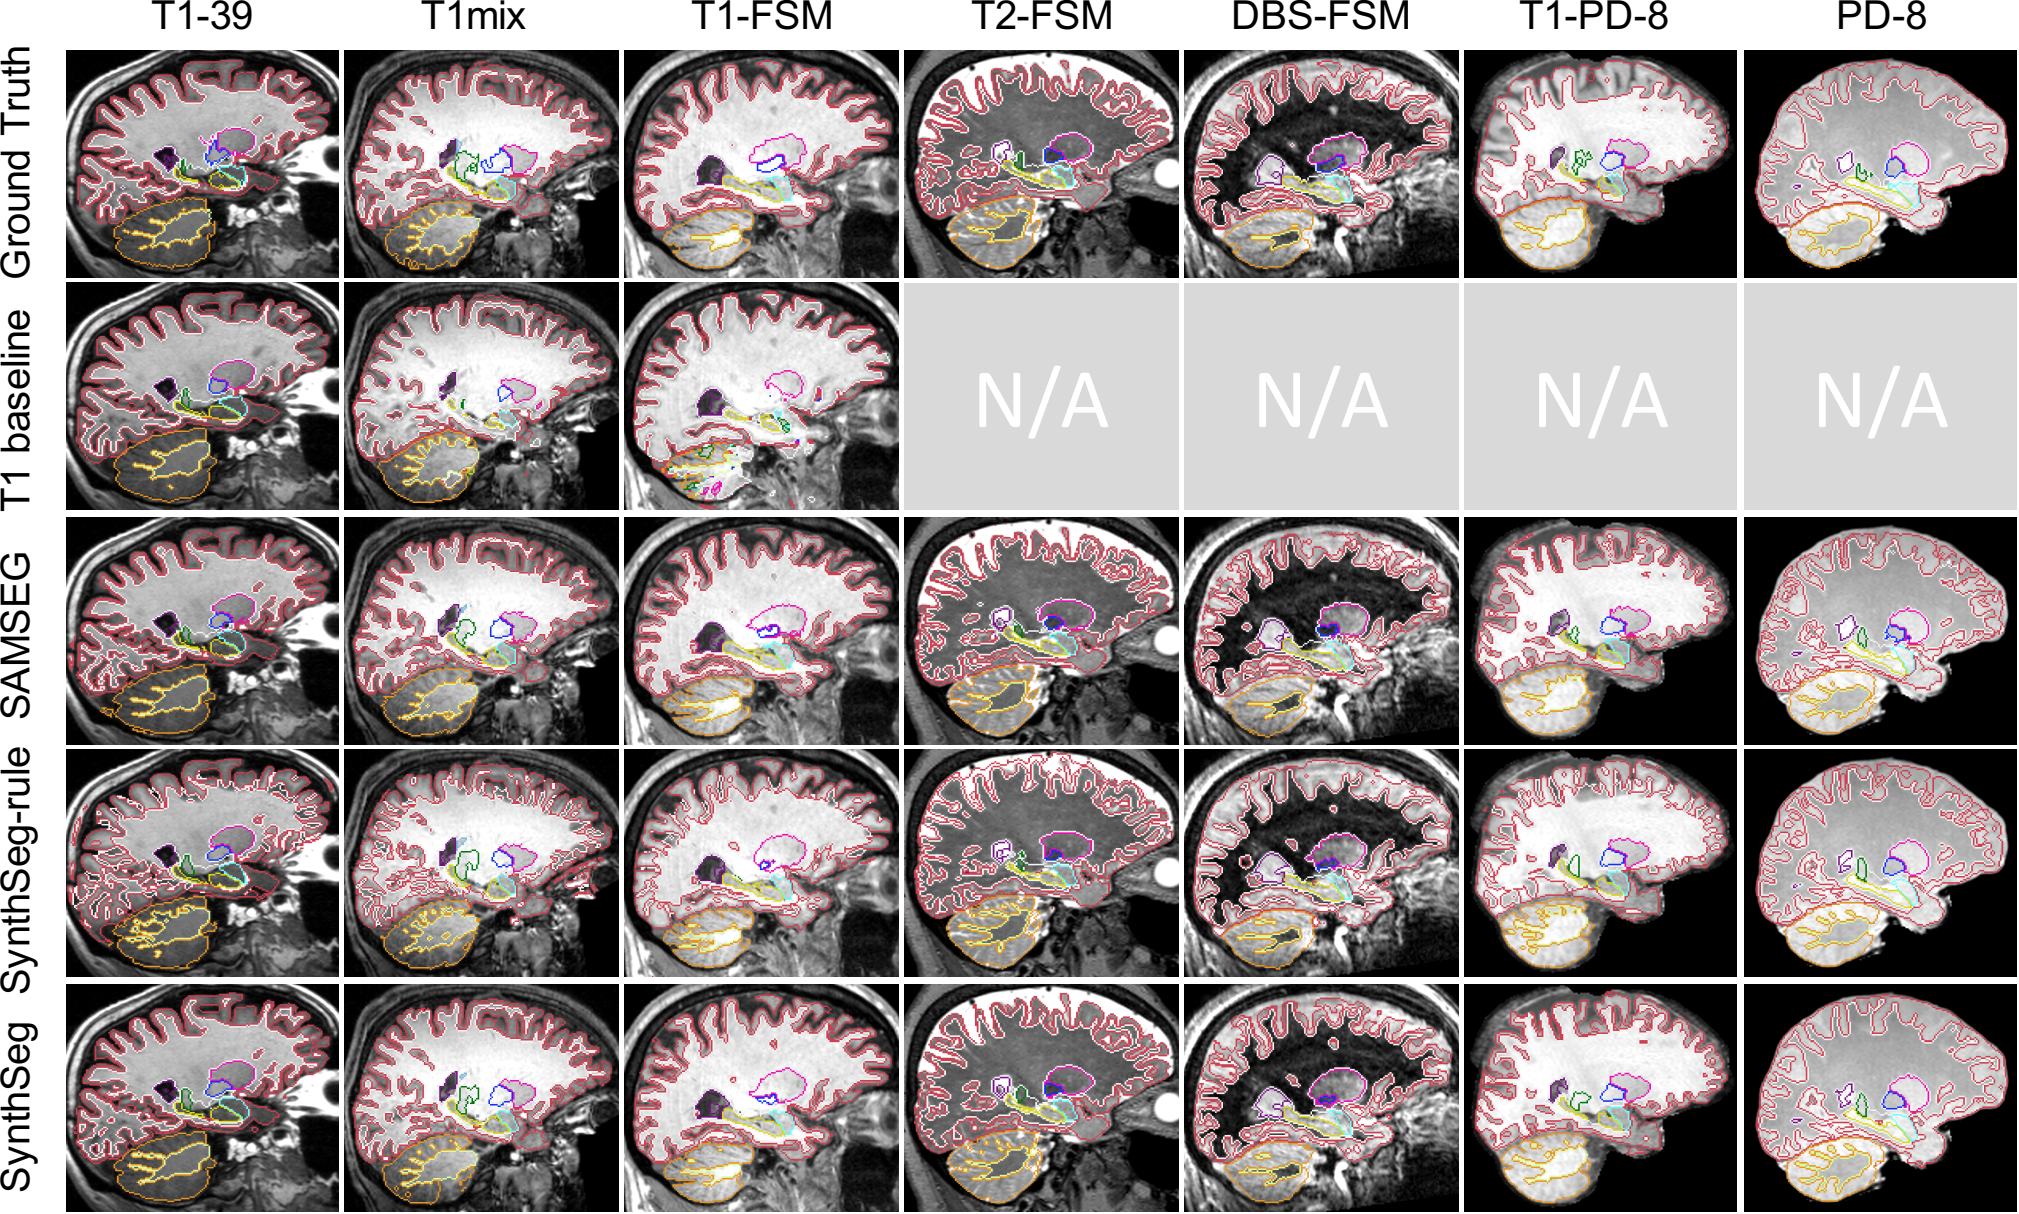 T1-39 T1mix T1-FSM T2-FSM DBS-FSM T1-PD-8 PD-8
Ground Truth
T1 baseline
N/A N/A N/A N/A
SAMSEG
SynthSeg-rule
SynthSeg